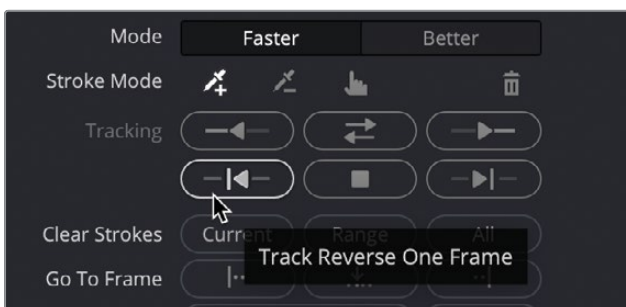 Mode Faster Better
Stroke Mode
Tracking
Clear Strokes Current Range All
Track Reverse One Frame
Go To Frame